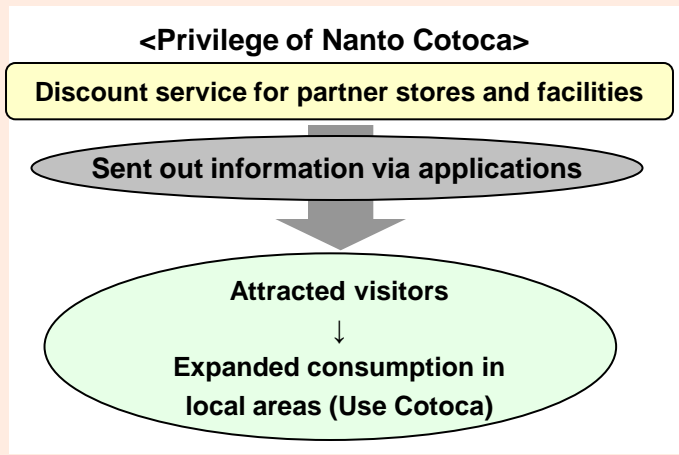 <Privilege of Nanto Cotoca>
Discount service for partner stores and facilities
Sent out information via applications
Attracted visitors
↓
Expanded consumption in
local areas (Use Cotoca)